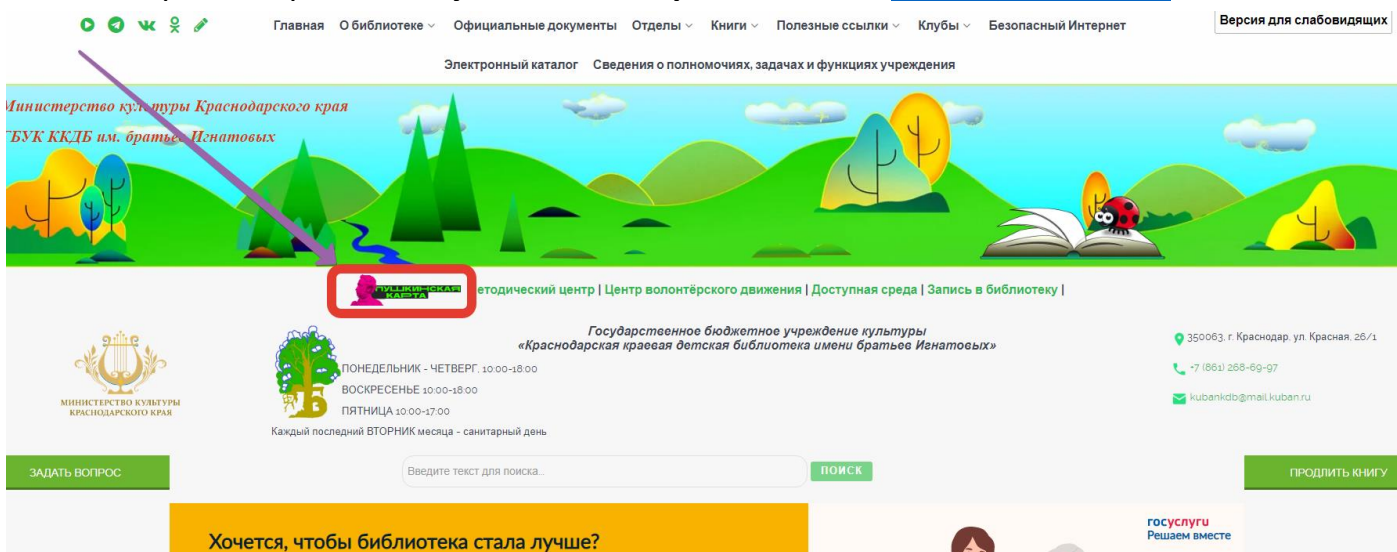 Главная О библиотеке Официальные документы Отделы Книги Полезные ссылки Клубы Безопасный Интернет
Версия для слабовидящих
Электронный каталог Сведения о полномочиях, задачах и функциях учреждения
Министерство культуры Краснодарского края
ГБУК ККДБ им. братьев Игнатовых
ПУШКИНСКАЯ
КАРТА
етодический центр | Центр волонтёрского движения | Доступная среда | Запись в библиотеку |
Государственное бюджетное учреждение культуры
«Краснодарская краевая детская библиотека имени братьев Игнатовых»
ПОНЕДЕЛЬНИК - ЧЕТВЕРГ, 10:00-18:00
ВОСКРЕСЕНЬЕ 10:00-18:00
ПЯТНИЦА 10:00-17:00
Каждый последний ВТОРНИК месяца - санитарный день
МИНИСТЕРСТВО КУЛЬТУРЫ
КРАСНОДАРСКОГО КРАЯ
350063, г. Краснодар, ул. Красная, 26/1
+7 (861) 268-69-97
kubankdb@mail.kuban.ru
ЗАДАТЬ ВОПРОС
Введите текст для поиска...
ПОИСК
ПРОДЛИТЬ КНИГУ
Хочется, чтобы библиотека стала лучше?
госуслуги
Решаем вместе